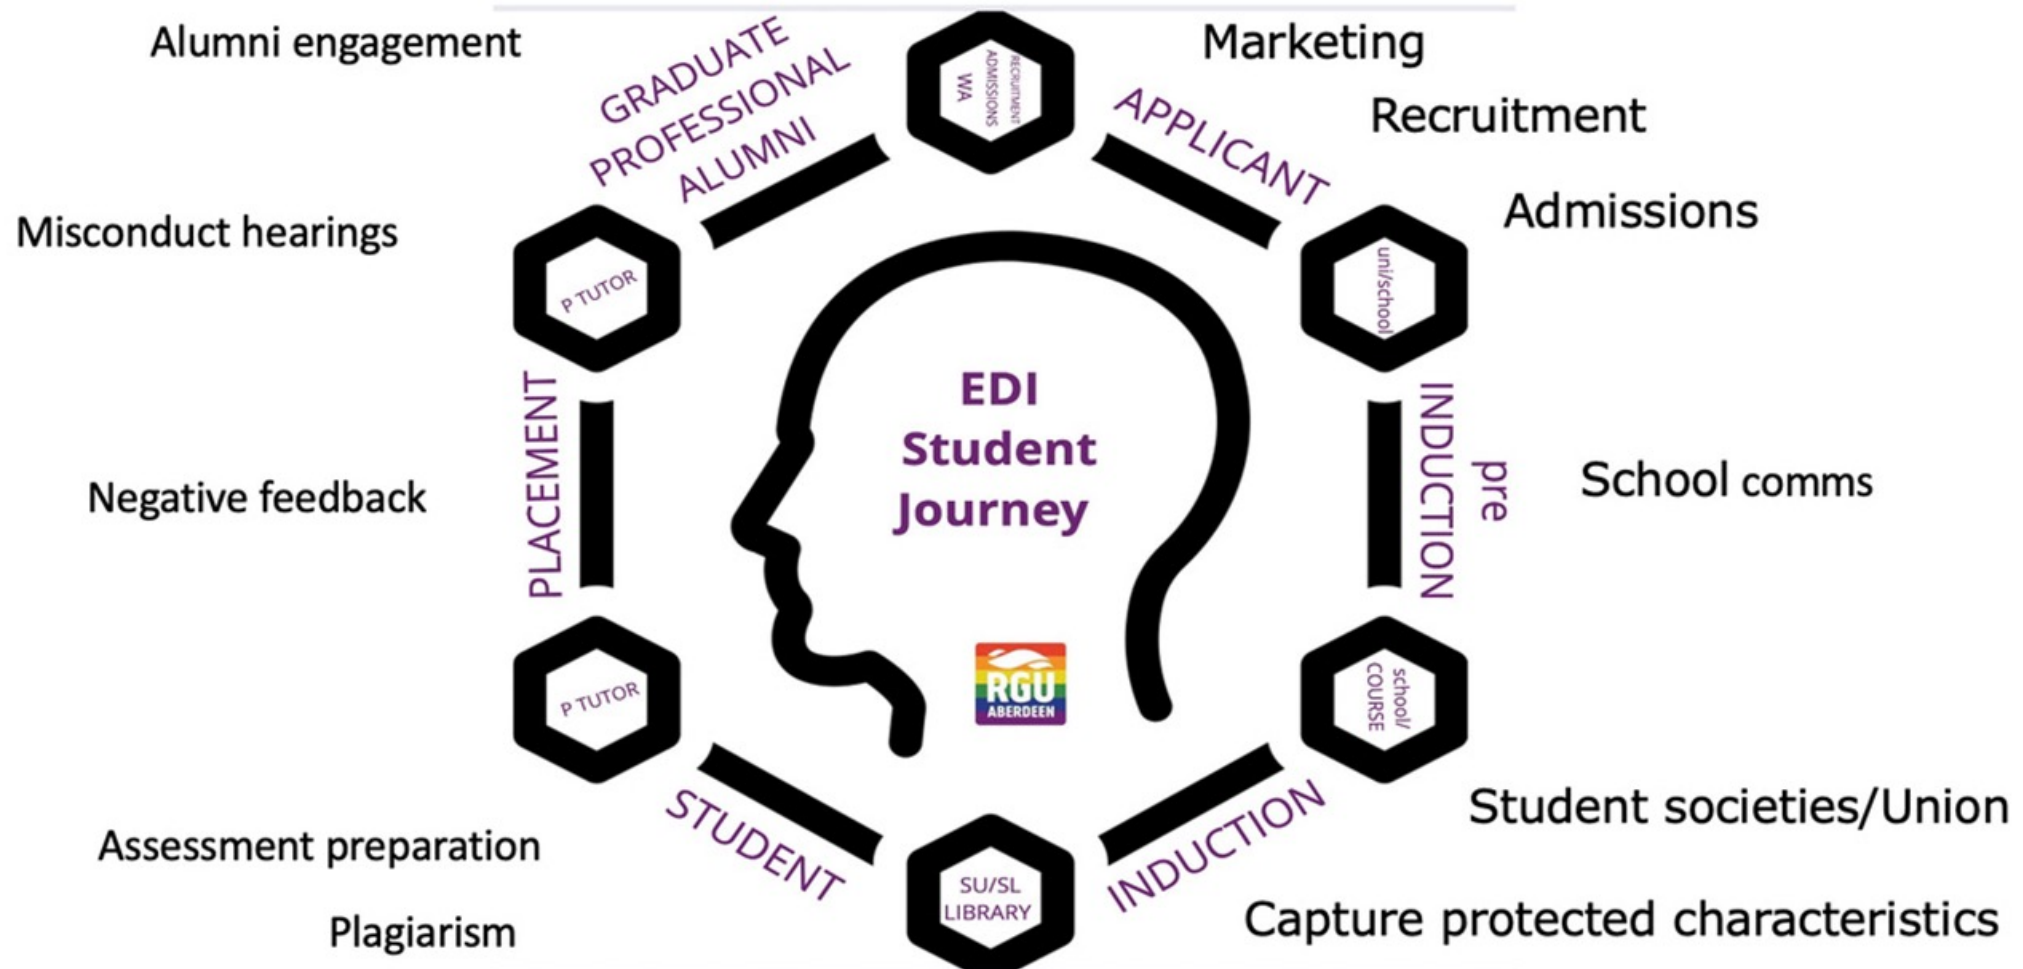 Alumni engagement
GRADUATE
PROFESSIONAL
ALUMNI
RECRUITMENT
ADMISSIONS
WA
Marketing
APPLICANT
Recruitment
Admissions
Misconduct hearings
P TUTOR
uni/school
EDI
Student
Journey
PLACEMENT
pre
INDUCTION
School comms
Negative feedback
RGU
ABERDEEN
P TUTOR
school/
COURSE
STUDENT
INDUCTION
Student societies/Union
Assessment preparation
SU/SL
LIBRARY
Capture protected characteristics
Plagiarism